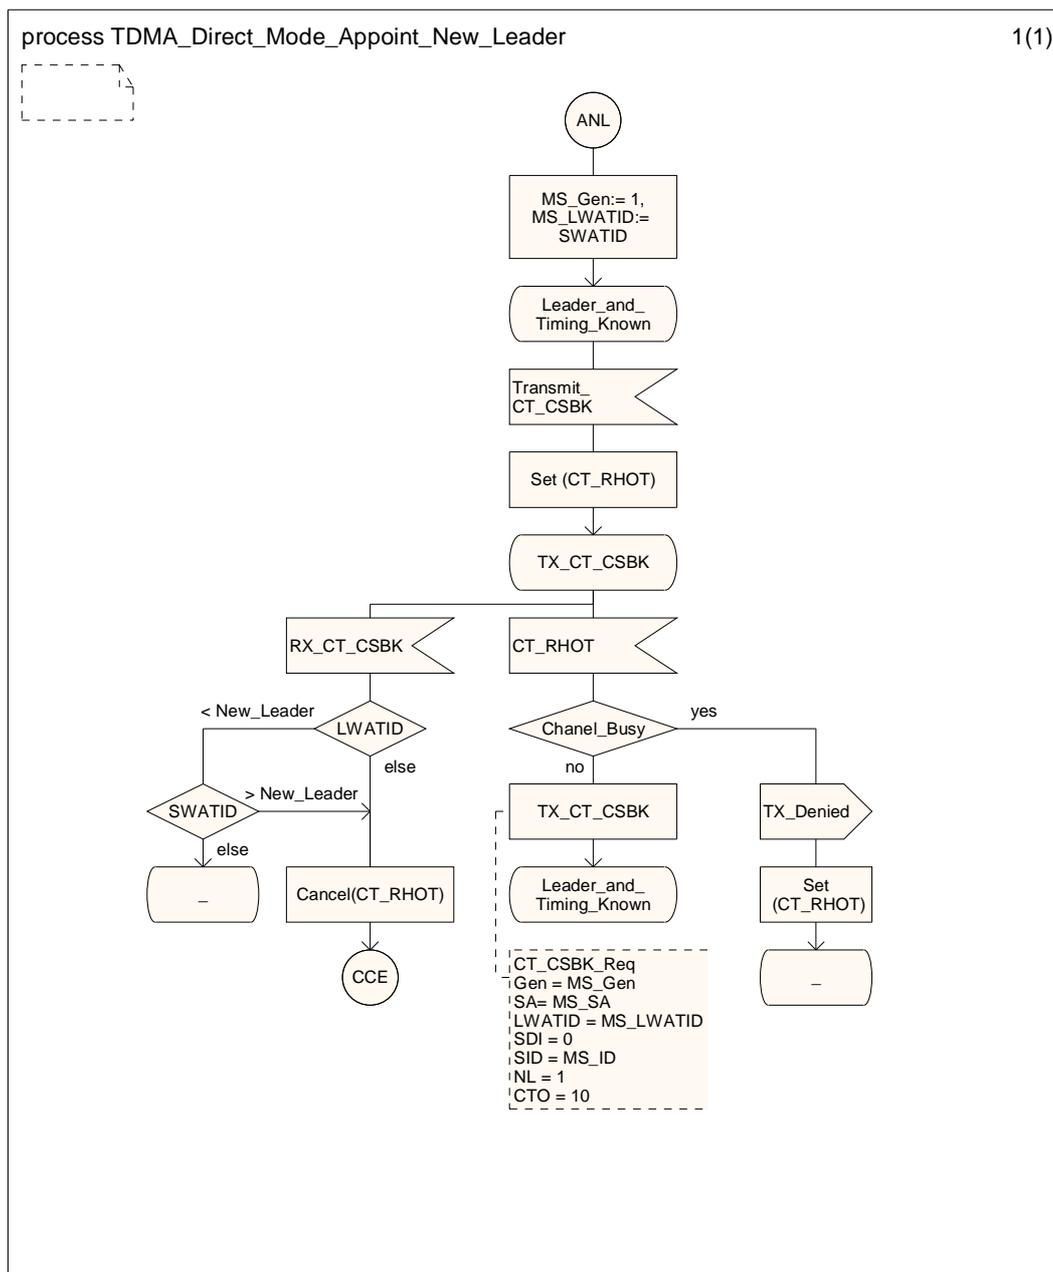 process TDMA_Direct_Mode_Appoint_New_Leader
1(1)
ANL
MS_Gen:= 1,
MS_LWATID:=
SWATID
Leader_and_
Timing_Known
Transmit_
CT_CSBK
Set (CT_RHOT)
TX_CT_CSBK
RX_CT_CSBK
CT_RHOT
< New_Leader
LWATID
else
Chanel_Busy
yes
no
SWATID
> New_Leader
else
TX_CT_CSBK
TX_Denied
_
Cancel(CT_RHOT)
Leader_and_
Timing_Known
Set
(CT_RHOT)
CCE
_
CT_CSBK_Req
Gen = MS_Gen
SA= MS_SA
LWATID = MS_LWATID
SDI = 0
SID = MS_ID
NL = 1
CTO = 10